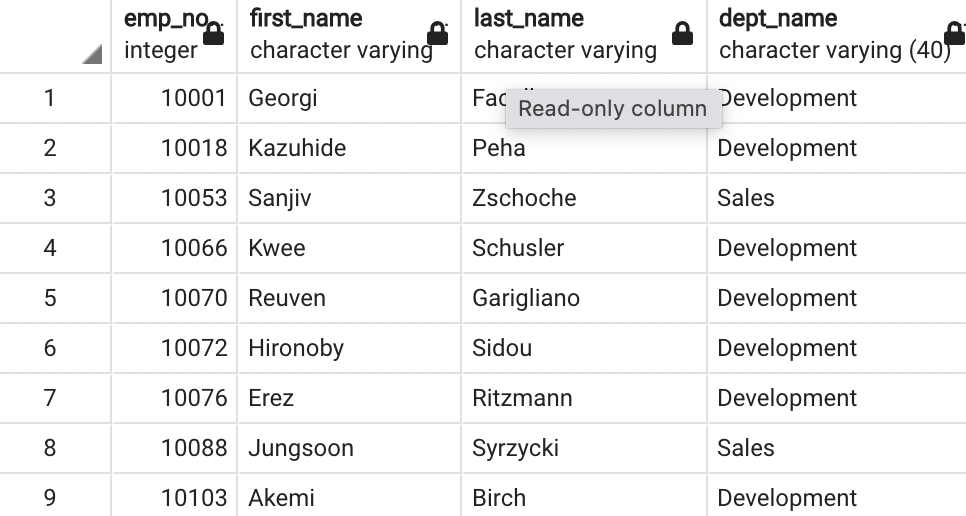 emp_no first_name last_name dept_name
integer character varying character varying character varying (40)
1 10001 Georgi Development
Read-only column
2 10018 Kazuhide Peha Development
3 10053 Sanjiv Zschoche Sales
4 10066 Kwee Schusler Development
5 10070 Reuven Garigliano Development
6 10072 Hironoby Sidou Development
7 10076 Erez Ritzmann Development
8 10088 Jungsoon Syrzycki Sales
9 10103 Akemi Birch Development